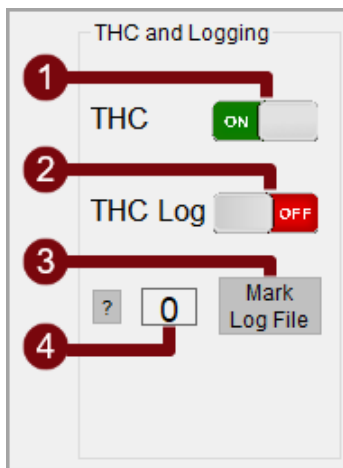 THC and Logging
1
THC ON
2
THC Log OFF
3
? 0 Mark
Log File
4